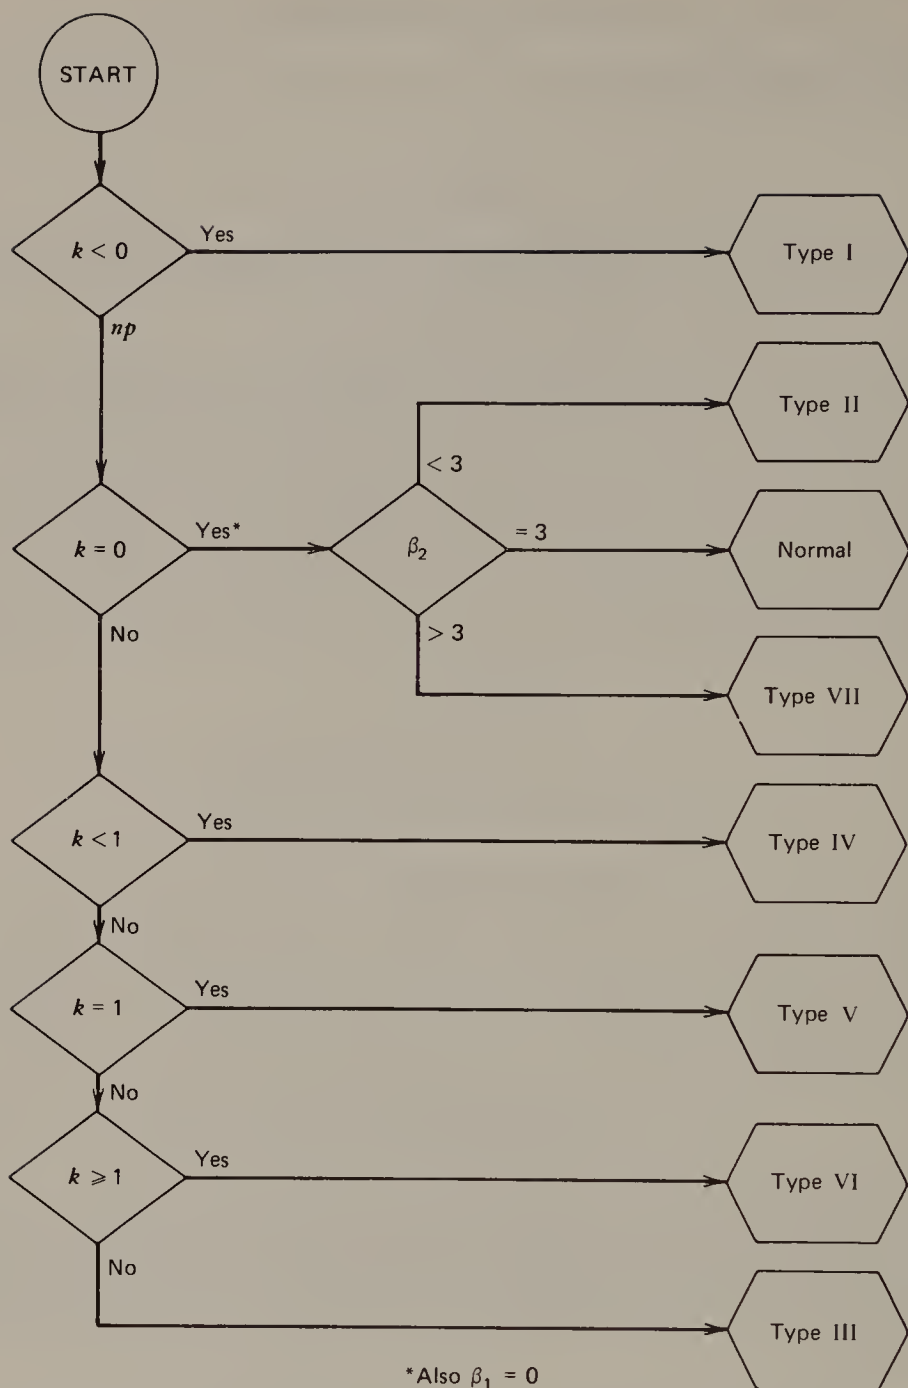 START
k < 0
Yes
Type I
np
Type II
< 3
k = 0
Yes*
β₂
= 3
Normal
No
> 3
Type VII
k < 1
Yes
Type IV
No
k = 1
Yes
Type V
No
k ⩾ 1
Yes
Type VI
No
Type III
*Also β₁ = 0